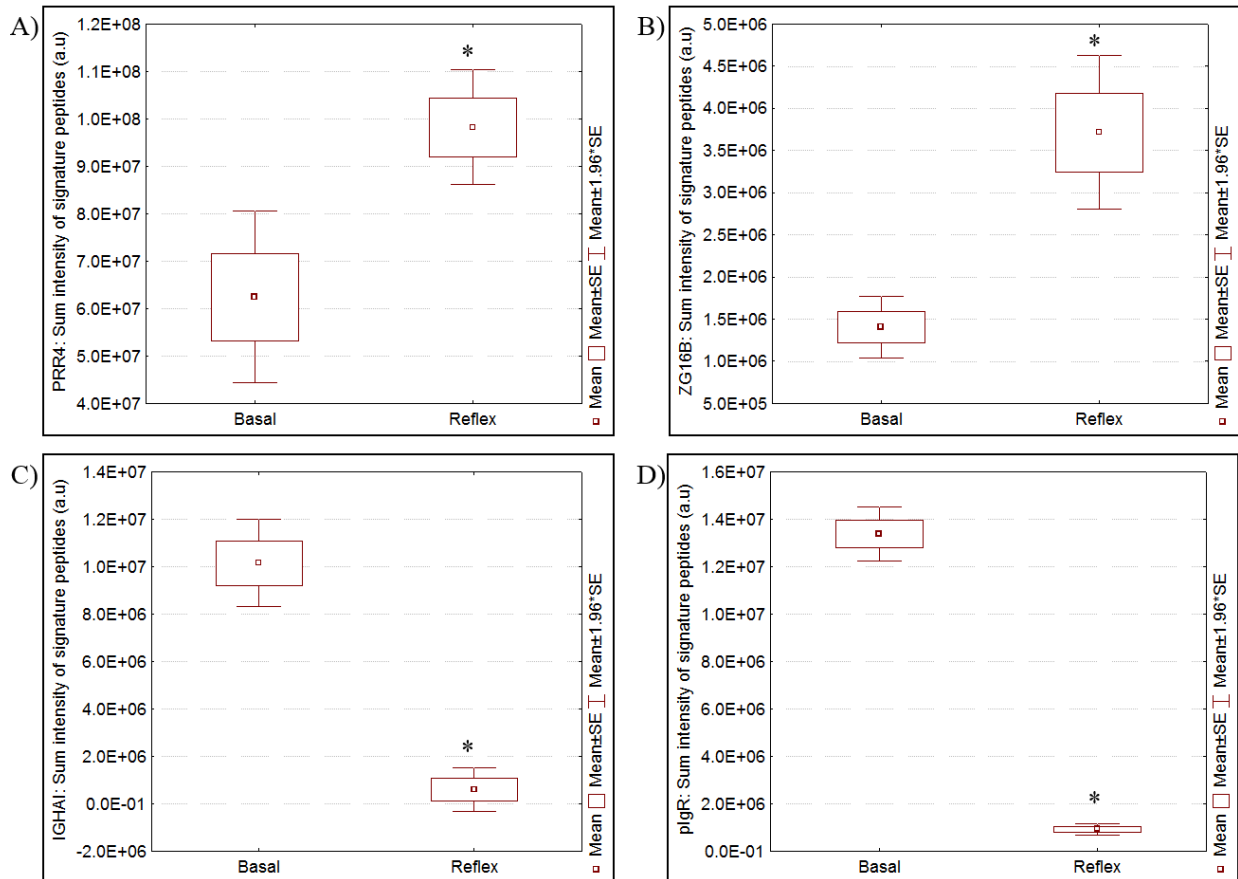 A)
PRR4: Sum intensity of signature peptides (a.u)
1.2E+08
1.1E+08
1.0E+08
9.0E+07
8.0E+07
7.0E+07
6.0E+07
5.0E+07
4.0E+07
*
Basal Reflex
Mean Mean±SE Mean±1.96*SE
B)
ZG16B: Sum intensity of signature peptides (a.u)
5.0E+06
4.5E+06
4.0E+06
3.5E+06
3.0E+06
2.5E+06
2.0E+06
1.5E+06
1.0E+06
5.0E+05
*
Basal Reflex
Mean Mean±SE Mean±1.96*SE
C)
IGHAI: Sum intensity of signature peptides (a.u)
1.4E+07
1.2E+07
1.0E+07
8.0E+06
6.0E+06
4.0E+06
2.0E+06
0.0E-01
-2.0E+06
*
Basal Reflex
Mean Mean±SE Mean±1.96*SE
D)
pIgR: Sum intensity of signature peptides (a.u)
1.6E+07
1.4E+07
1.2E+07
1.0E+07
8.0E+06
6.0E+06
4.0E+06
2.0E+06
0.0E-01
*
Basal Reflex
Mean Mean±SE Mean±1.96*SE